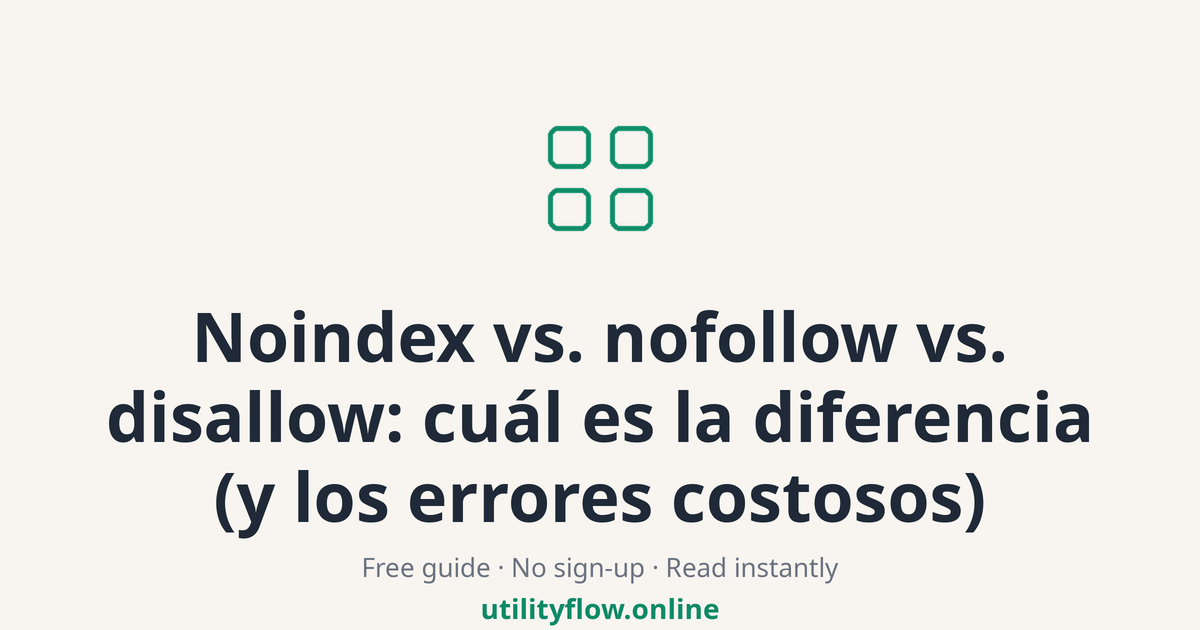 Noindex vs. nofollow vs.
disallow: cuál es la diferencia
(y los errores costosos)
Free guide · No sign-up · Read instantly
utilityflow.online